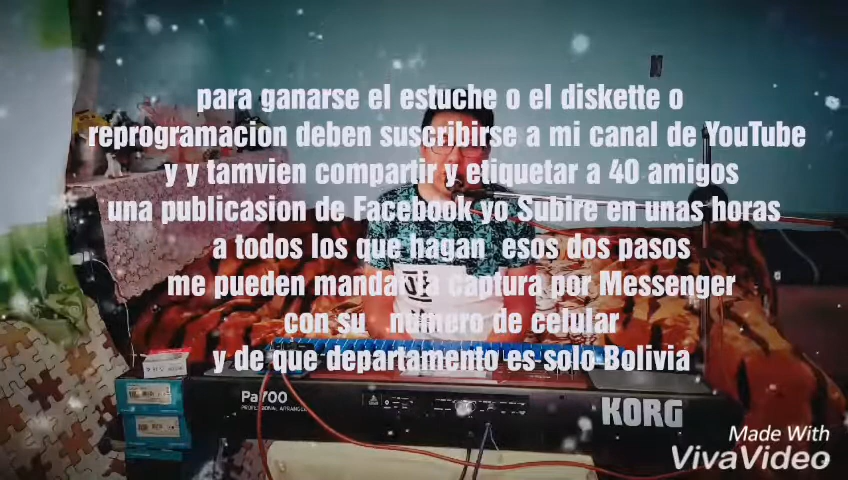 para ganarse el estuche o el diskette o
reprogramacion deben suscribirse a mi canal de YouTube
y y tamvien compartir y etiquetar a 40 amigos
una publicasion de Facebook yo Subire en unas horas
a todos los que hagan esos dos pasos
me pueden mandar la captura por Messenger
con su numero de celular
y de que departamento es solo Bolivia
Pa700
PROFESSIONAL ARRANGER
KORG
Made With
VivaVideo